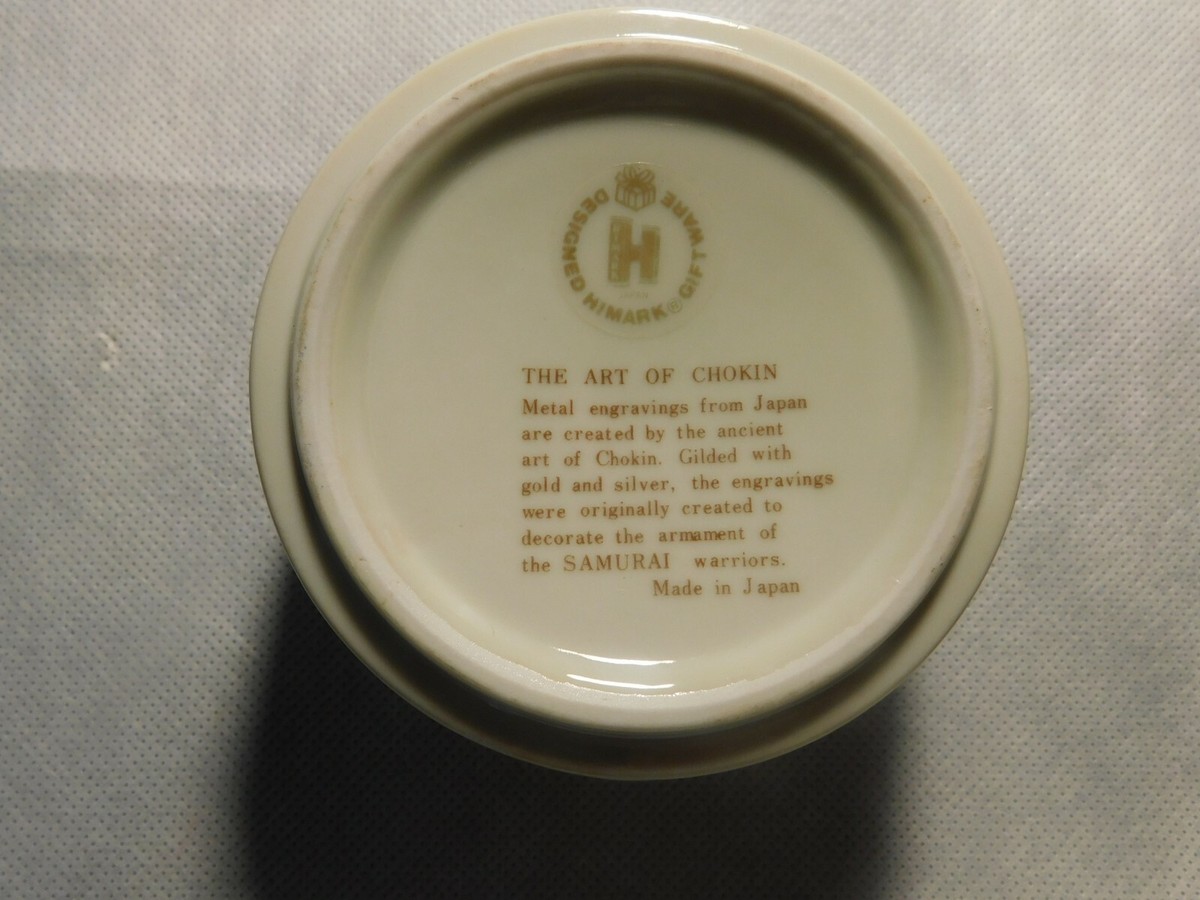 DESIGNED HIMARK® GIFTWARE
H
THE ART OF CHOKIN
Metal engravings from Japan
are created by the ancient
art of Chokin. Gilded with
gold and silver, the engravings
were originally created to
decorate the armament of
the SAMURAI warriors.
Made in Japan